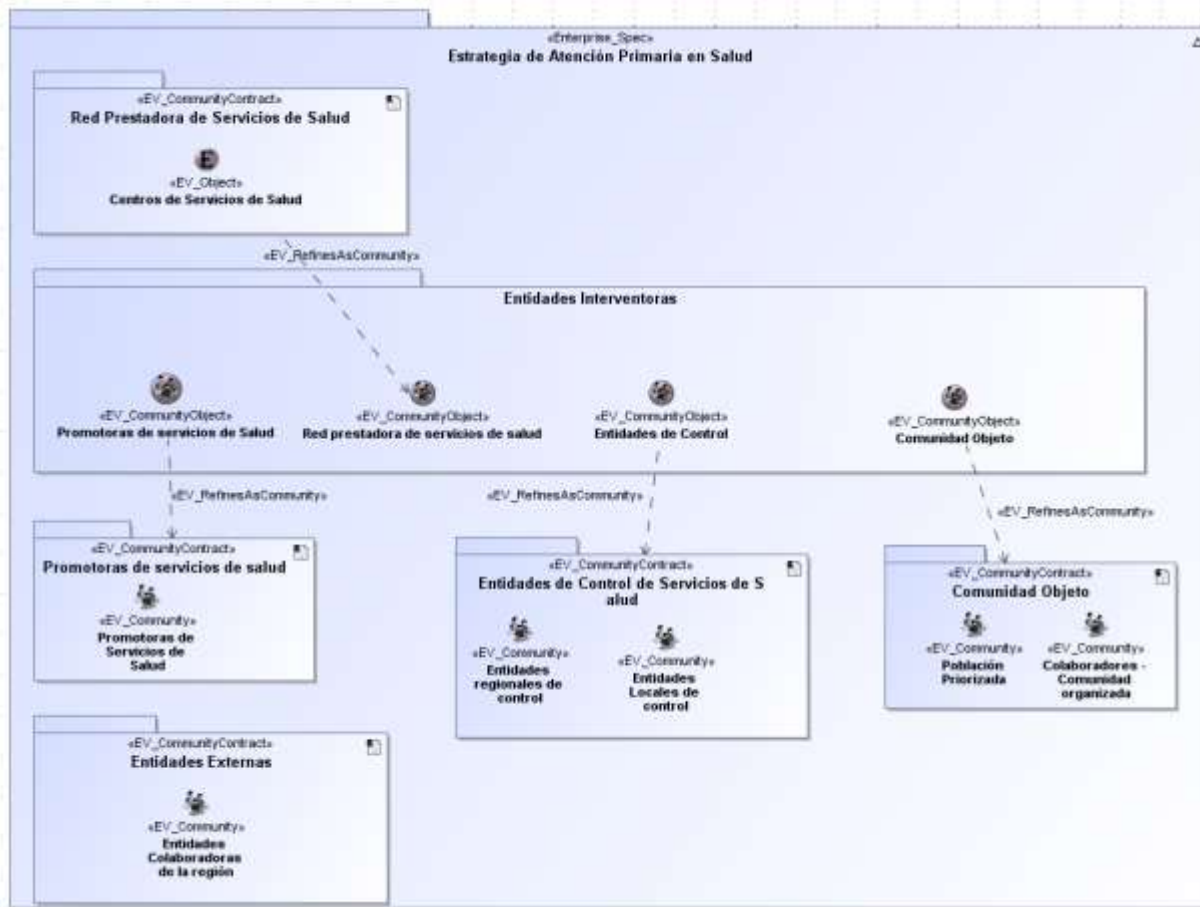 «Enterprise_Spec»
Estrategia de Atención Primaria en Salud
«EV_CommunityContract»
Red Prestadora de Servicios de Salud
E
«EV_Object»
Centros de Servicios de Salud
«EV_RefinesAsCommunity»
Entidades Interventoras
«EV_CommunityObject»
Promotoras de servicios de Salud
«EV_CommunityObject»
Red prestadora de servicios de salud
«EV_CommunityObject»
Entidades de Control
«EV_CommunityObject»
Comunidad Objeto
«EV_RefinesAsCommunity»
«EV_RefinesAsCommunity»
«EV_RefinesAsCommunity»
«EV_CommunityContract»
Promotoras de servicios de salud
«EV_Community»
Promotoras de
Servicios de
Salud
«EV_CommunityContract»
Entidades de Control de Servicios de S
alud
«EV_Community»
Entidades
regionales de
control
«EV_Community»
Entidades
Locales de
control
«EV_CommunityContract»
Comunidad Objeto
«EV_Community»
Población
Priorizada
«EV_Community»
Colaboradores -
Comunidad
organizada
«EV_CommunityContract»
Entidades Externas
«EV_Community»
Entidades
Colaboradoras
de la región